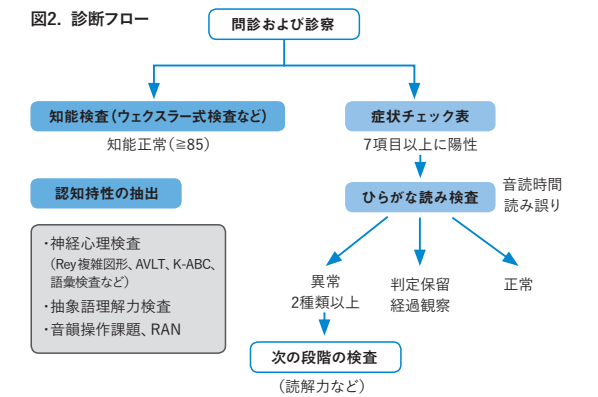 図2. 診断フロー
問診および診察
知能検査（ウェクスラー式検査など）
知能正常（≧85）
症状チェック表
7項目以上に陽性
認知持性の抽出
・神経心理検査
（Rey複雑図形、AVLT、K-ABC、
語彙検査など）
・抽象語理解力検査
・音韻操作課題、RAN
ひらがな読み検査
音読時間
読み誤り
異常
2種類以上
判定保留
経過観察
正常
次の段階の検査
（読解力など）